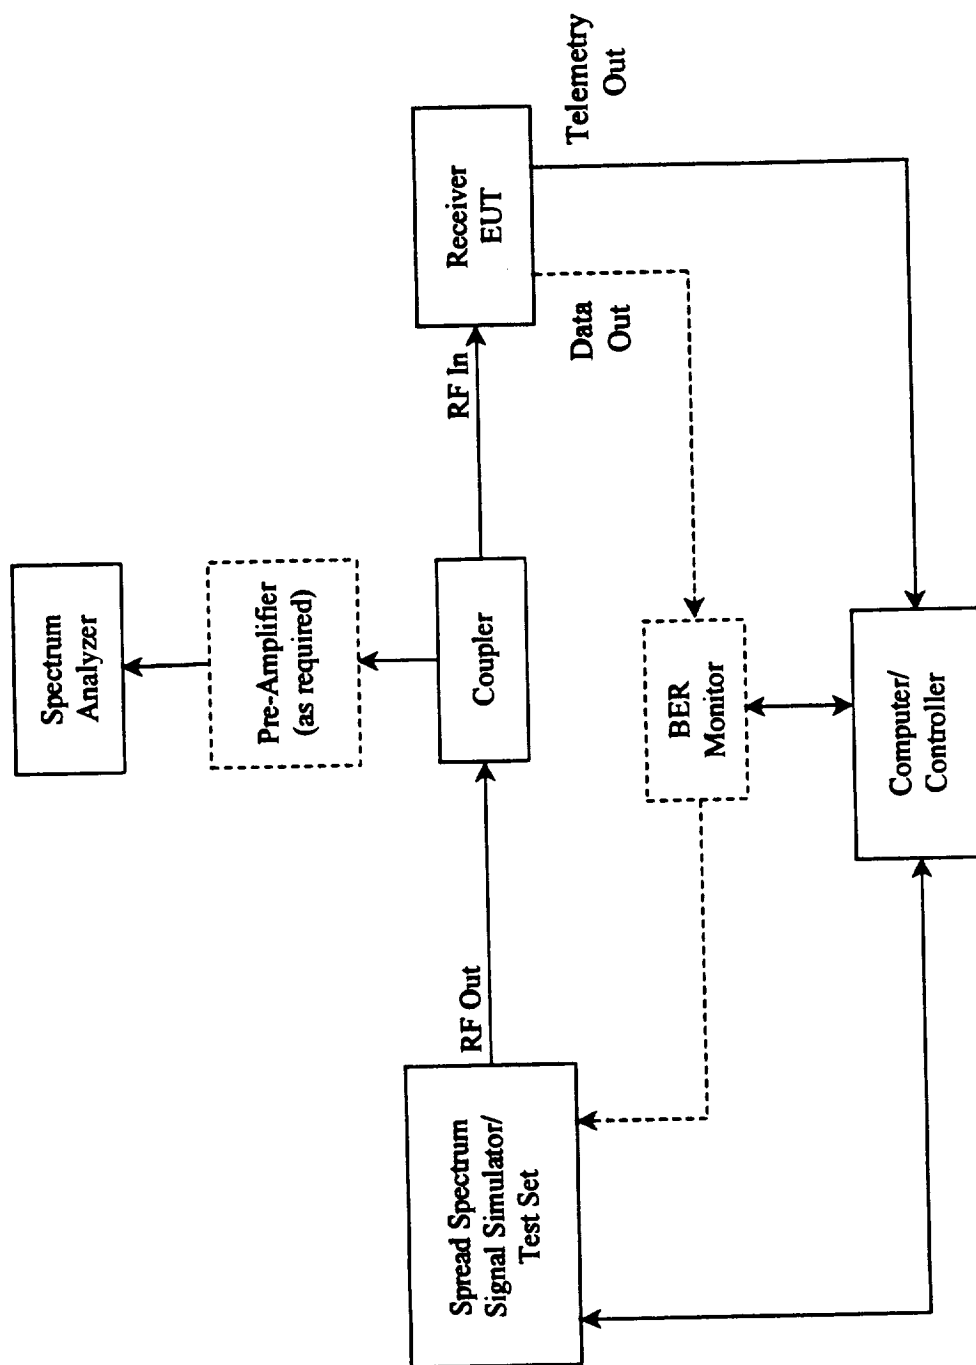 Spectrum
Analyzer
Pre-Amplifier
(as required)
Spread Spectrum
Signal Simulator/
Test Set
RF Out
Coupler
RF In
Receiver
EUT
Data
Out
Telemetry
Out
BER
Monitor
Computer/
Controller